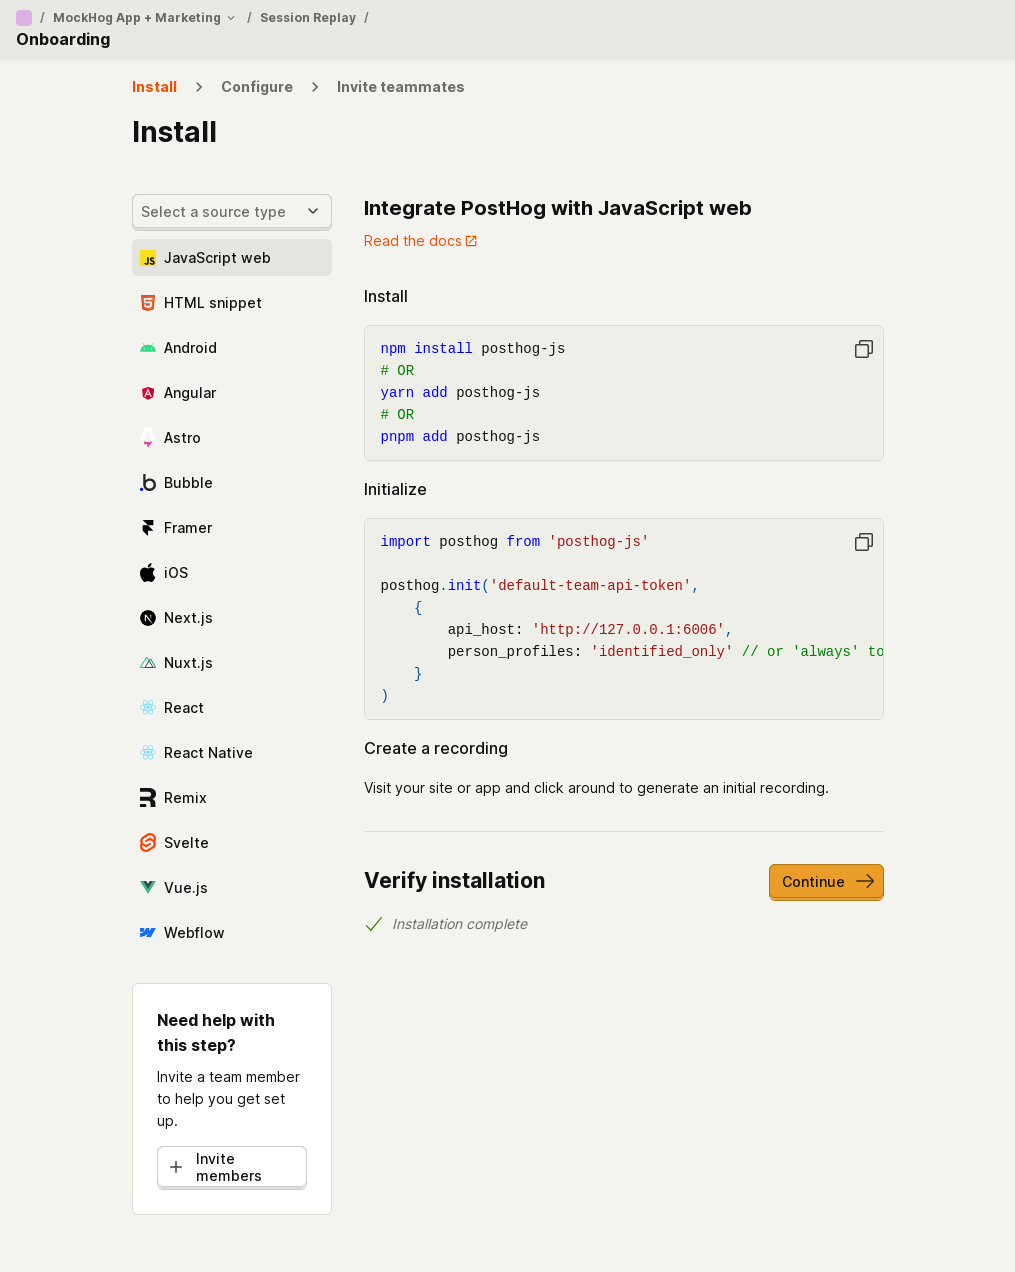 / MockHog App + Marketing / Session Replay /
Onboarding
Install > Configure > Invite teammates
Install
Select a source type
JavaScript web
HTML snippet
Android
Angular
Astro
Bubble
Framer
iOS
Next.js
Nuxt.js
React
React Native
Remix
Svelte
Vue.js
Webflow
Need help with
this step?
Invite a team member
to help you get set
up.
Invite
members
Integrate PostHog with JavaScript web
Read the docs
Install
npm install posthog-js
# OR
yarn add posthog-js
# OR
pnpm add posthog-js
Initialize
import posthog from 'posthog-js'
posthog.init('default-team-api-token',
    {
        api_host: 'http://127.0.0.1:6006',
        person_profiles: 'identified_only' // or 'always' to
    }
)
Create a recording
Visit your site or app and click around to generate an initial recording.
Verify installation
Continue
Installation complete